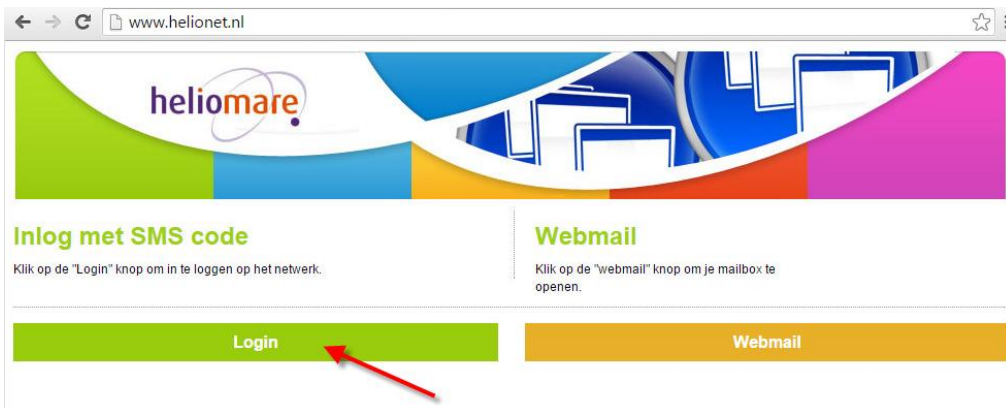 www.helionet.nl
heliomare
Inlog met SMS code
Klik op de "Login" knop om in te loggen op het netwerk.
Webmail
Klik op de "webmail" knop om je mailbox te
openen.
Login
Webmail